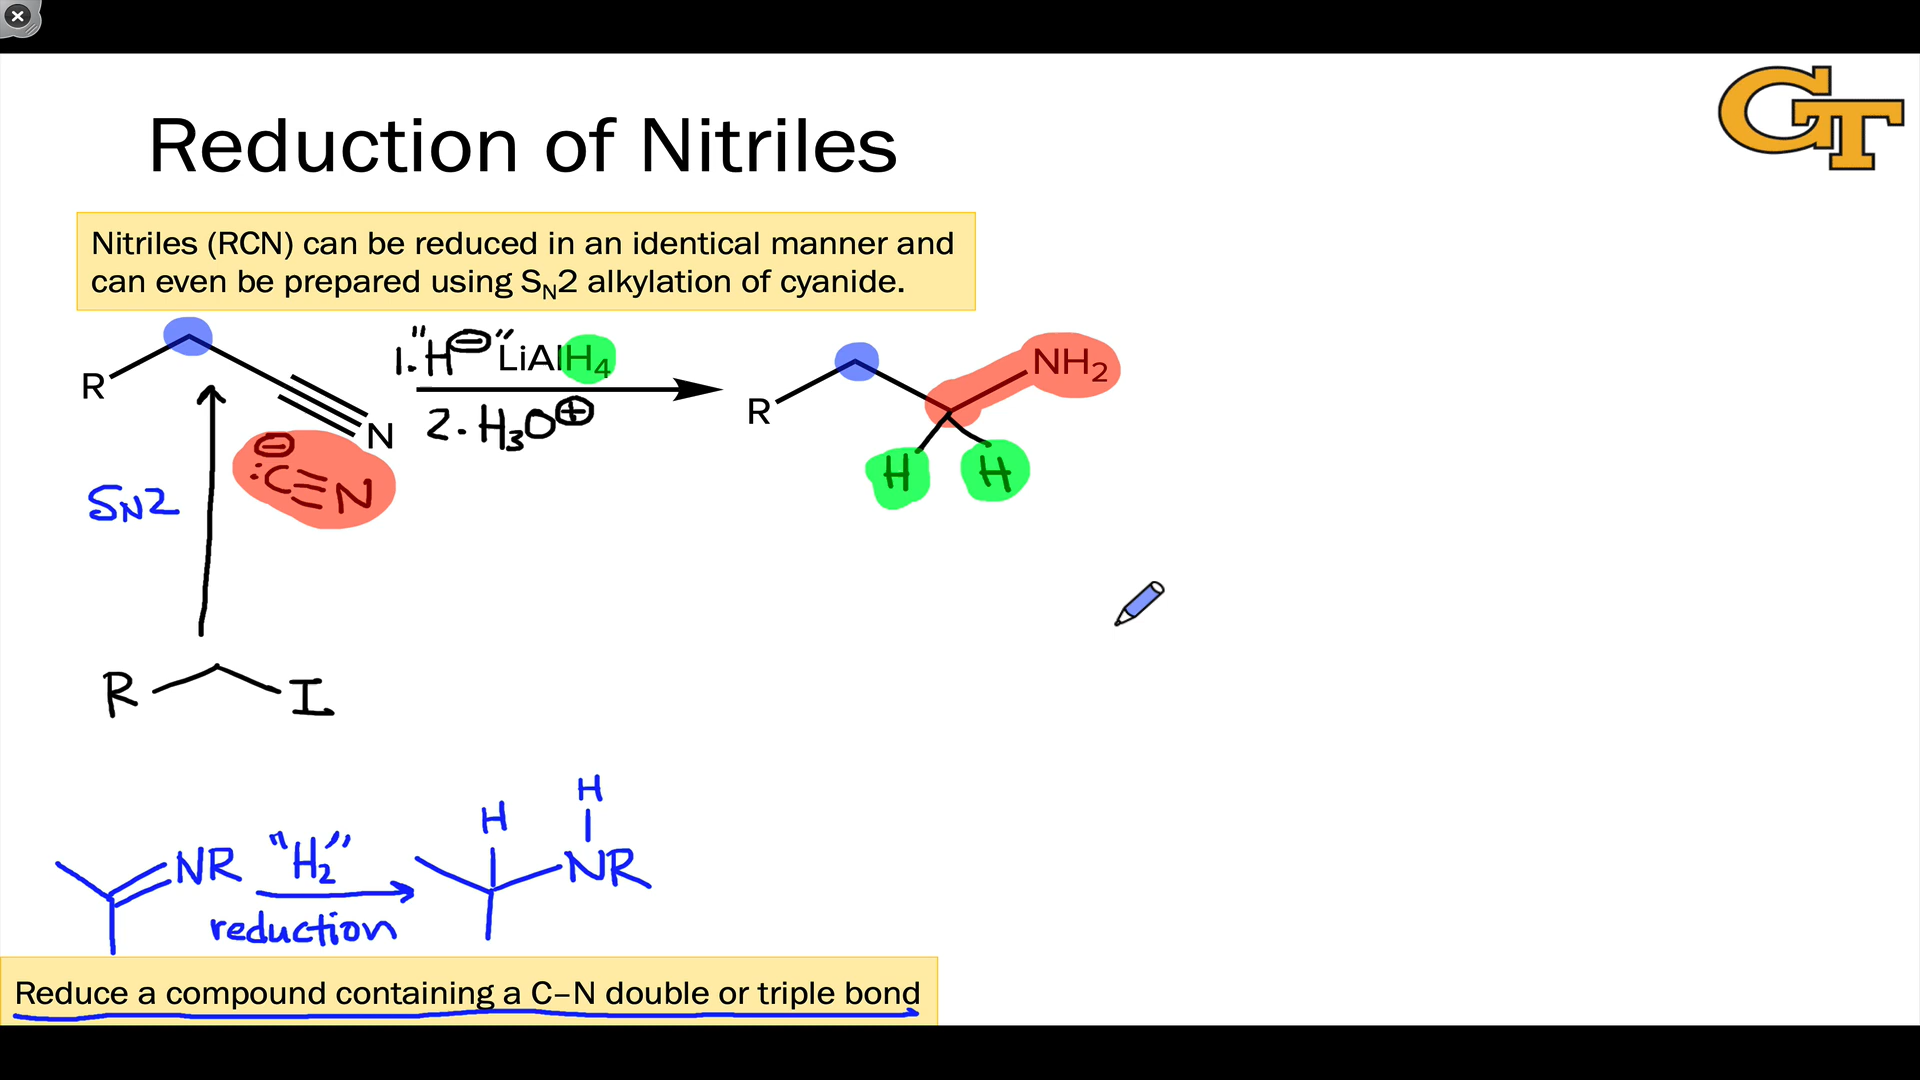 GT
Reduction of Nitriles
Nitriles (RCN) can be reduced in an identical manner and
can even be prepared using SN2 alkylation of cyanide.
R N
1. "H⊖" LiAlH4
2. H3O⊕
R NH2
H H
⊖
:C≡N
SN2
R I
NR "H2" reduction
H H
NR
Reduce a compound containing a C–N double or triple bond